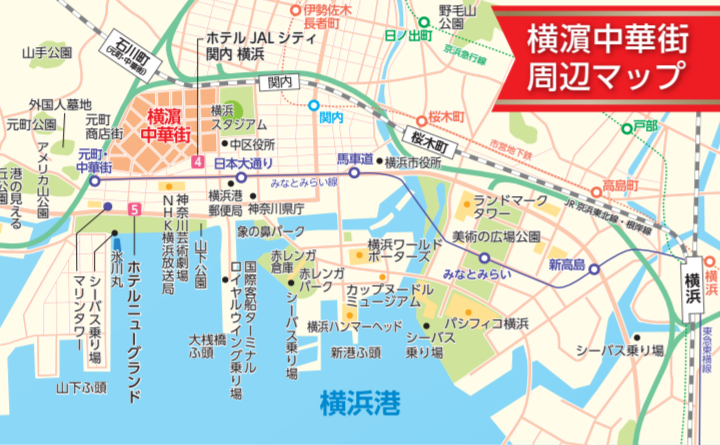 横濱中華街
周辺マップ
伊勢佐木
長者町
野毛山
公園
日ノ出町
京浜急行線
山手公園
石川町
(元町・中華街)
ホテルJALシティ
関内 横浜
関内
関内
桜木町
桜木町
戸部
市営地下鉄
外国人墓地
元町公園
元町
商店街
横濱
中華街
横浜
スタジアム
中区役所
4
日本大通り
馬車道
横浜市役所
高島町
JR京浜東北線・根岸線
元町・
中華街
アメリカ山公園
港の見える
丘公園
みなとみらい線
横浜港
郵便局
神奈川県庁
ランドマーク
タワー
美術の広場公園
みなとみらい
新高島
横浜
横浜
東急東横線
5
マリンタワー
シーバス乗り場
氷川丸
ホテルニューグランド
神奈川芸術劇場
NHK横浜放送局
山下公園
象の鼻パーク
赤レンガ
倉庫
赤レンガ
パーク
横浜ワールド
ポーターズ
カップヌードル
ミュージアム
国際客船ターミナル
ロイヤルウイング乗り場
シーバス乗り場
横浜ハンマーヘッド
新港ふ頭
シーバス
乗り場
パシフィコ横浜
シーバス乗り場
大桟橋
ふ頭
山下ふ頭
横浜港